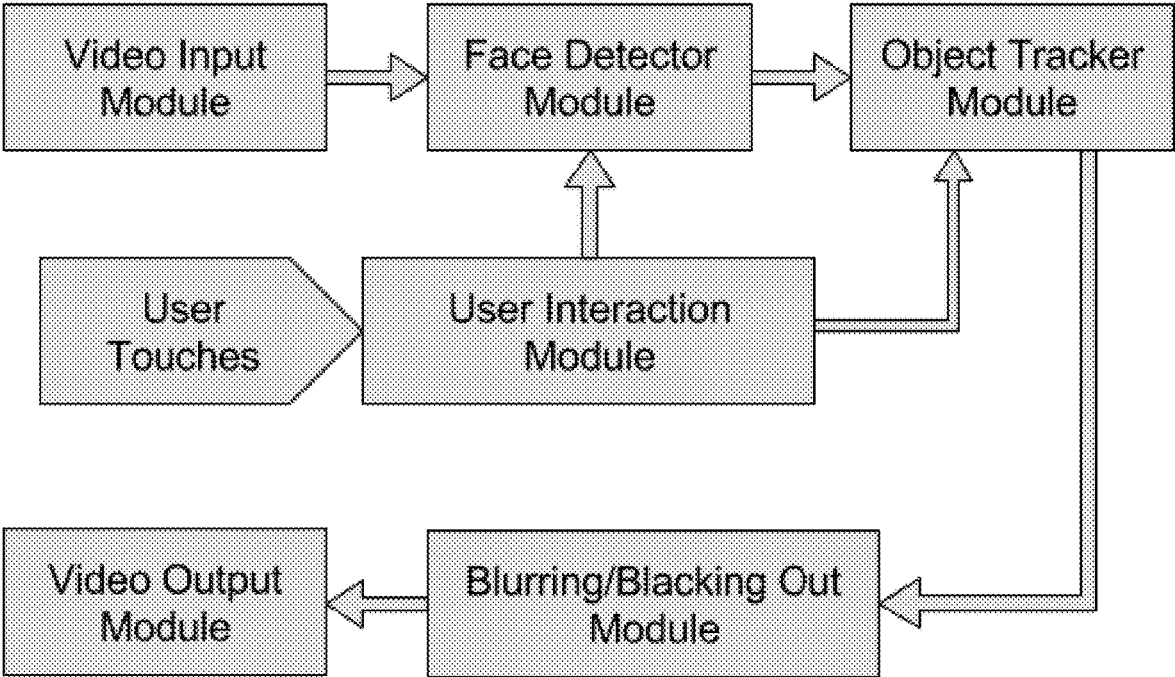 Video Input
Module
Face Detector
Module
Object Tracker
Module
User
Touches
User Interaction
Module
Video Output
Module
Blurring/Blacking Out
Module